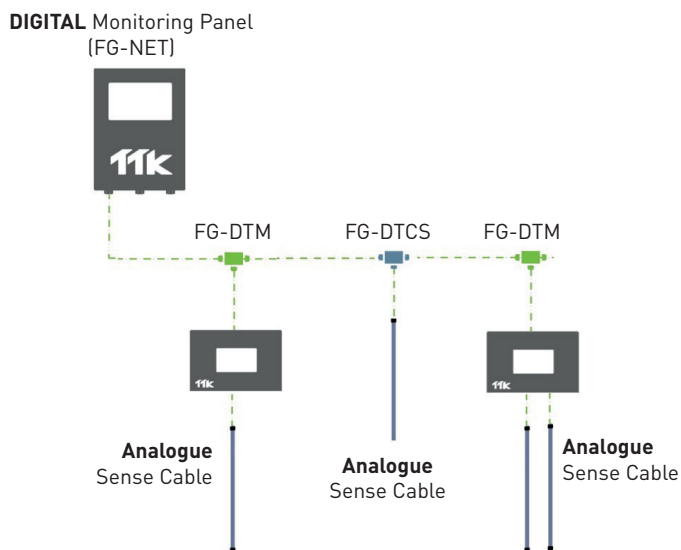 DIGITAL Monitoring Panel
(FG-NET)
TTK
FG-DTM
FG-DTCS
FG-DTM
TTK
TTK
Analogue
Sense Cable
Analogue
Sense Cable
Analogue
Sense Cable